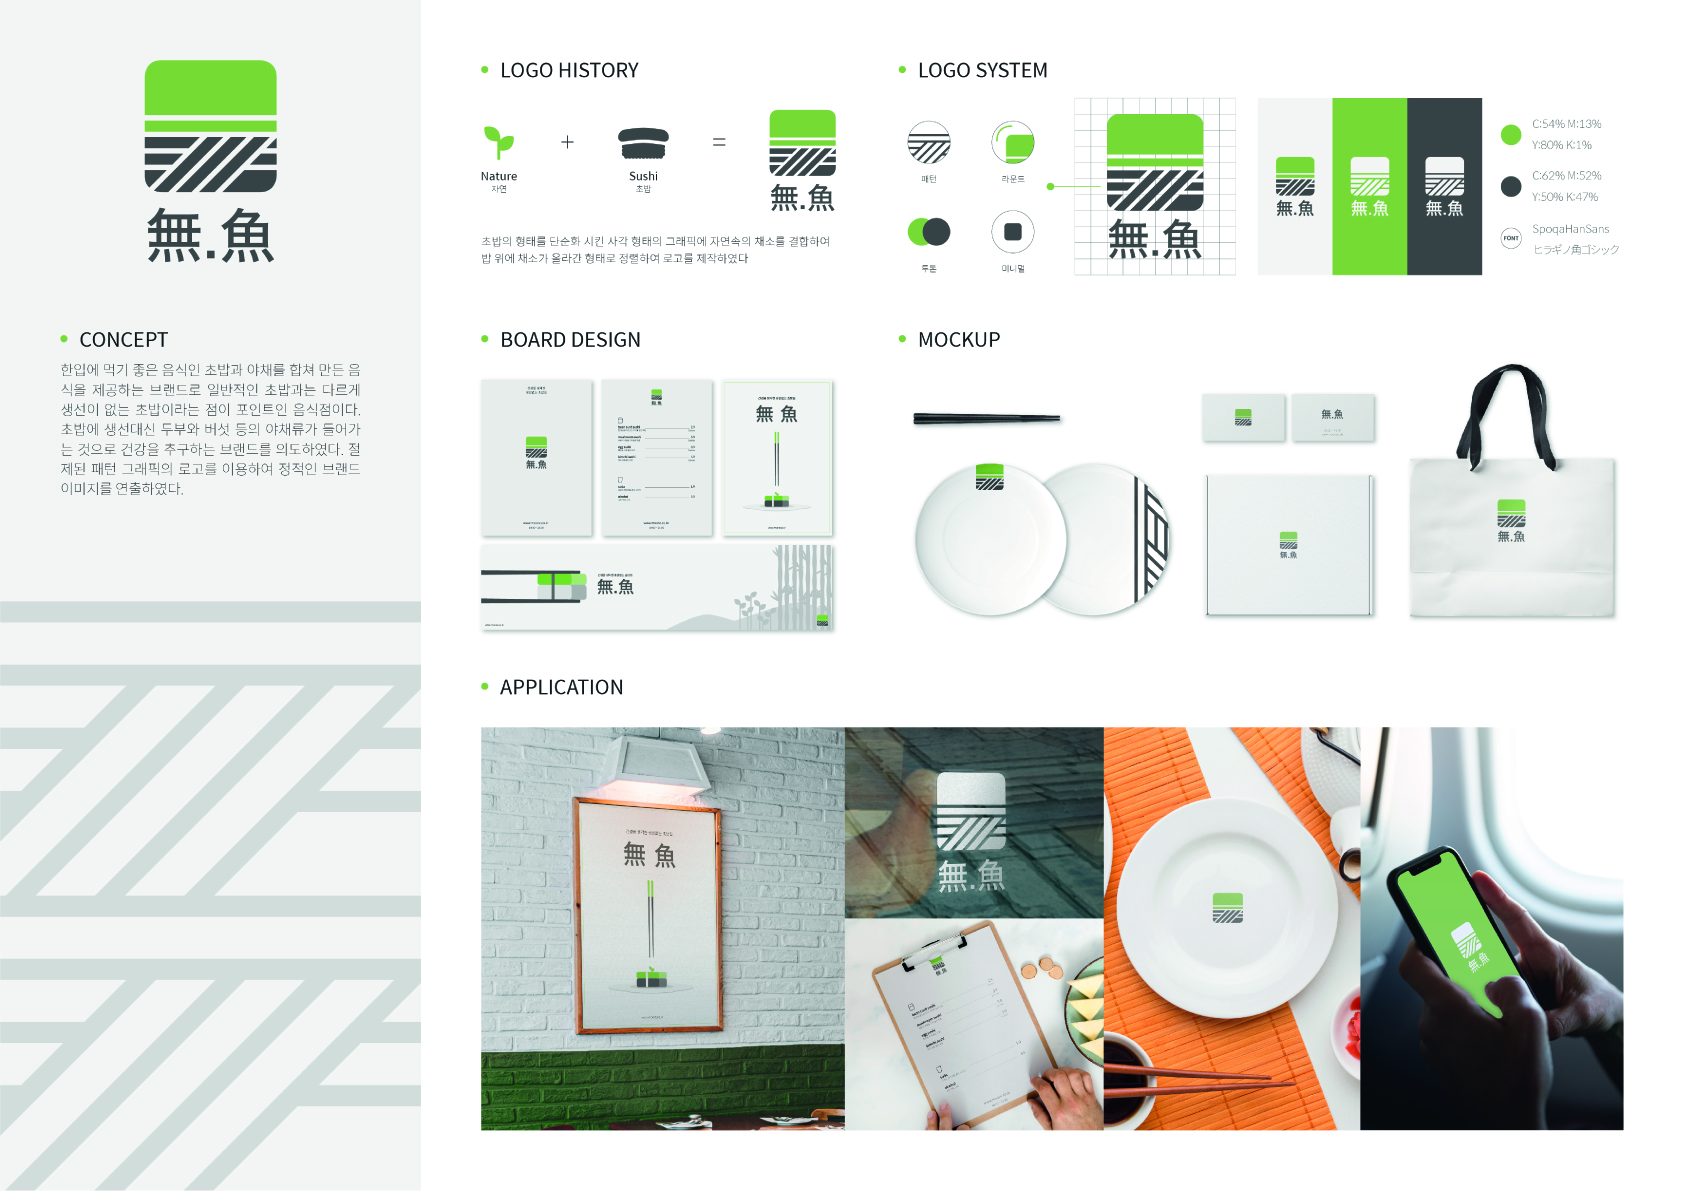 無.魚
CONCEPT
한입에 먹기 좋은 음식인 초밥과 야채를 합쳐 만든 음
식을 제공하는 브랜드로 일반적인 초밥과는 다르게
생선이 없는 초밥이라는 점이 포인트인 음식점이다.
초밥에 생선대신 두부와 버섯 등의 야채류가 들어가
는 것으로 건강을 추구하는 브랜드를 의도하였다. 절
제된 패턴 그래픽의 로고를 이용하여 정적인 브랜드
이미지를 연출하였다.
LOGO HISTORY
Nature
자연
+
Sushi
초밥
=
無.魚
초밥의 형태를 단순화 시킨 사각 형태의 그래픽에 자연속의 채소를 결합하여
밥 위에 채소가 올라간 형태로 정렬하여 로고를 제작하였다
LOGO SYSTEM
패턴
라운드
투톤
미니멀
無.魚
無.魚
無.魚
無.魚
C:54% M:13%
Y:80% K:1%
C:62% M:52%
Y:50% K:47%
FONT
SpoqaHanSans
ヒラギノ角ゴシック
BOARD DESIGN
無.魚
無.魚
egg sushi
無 魚
無.魚
MOCKUP
無.魚
無.魚
無.魚
APPLICATION
無 魚
無.魚
無.魚
無.魚